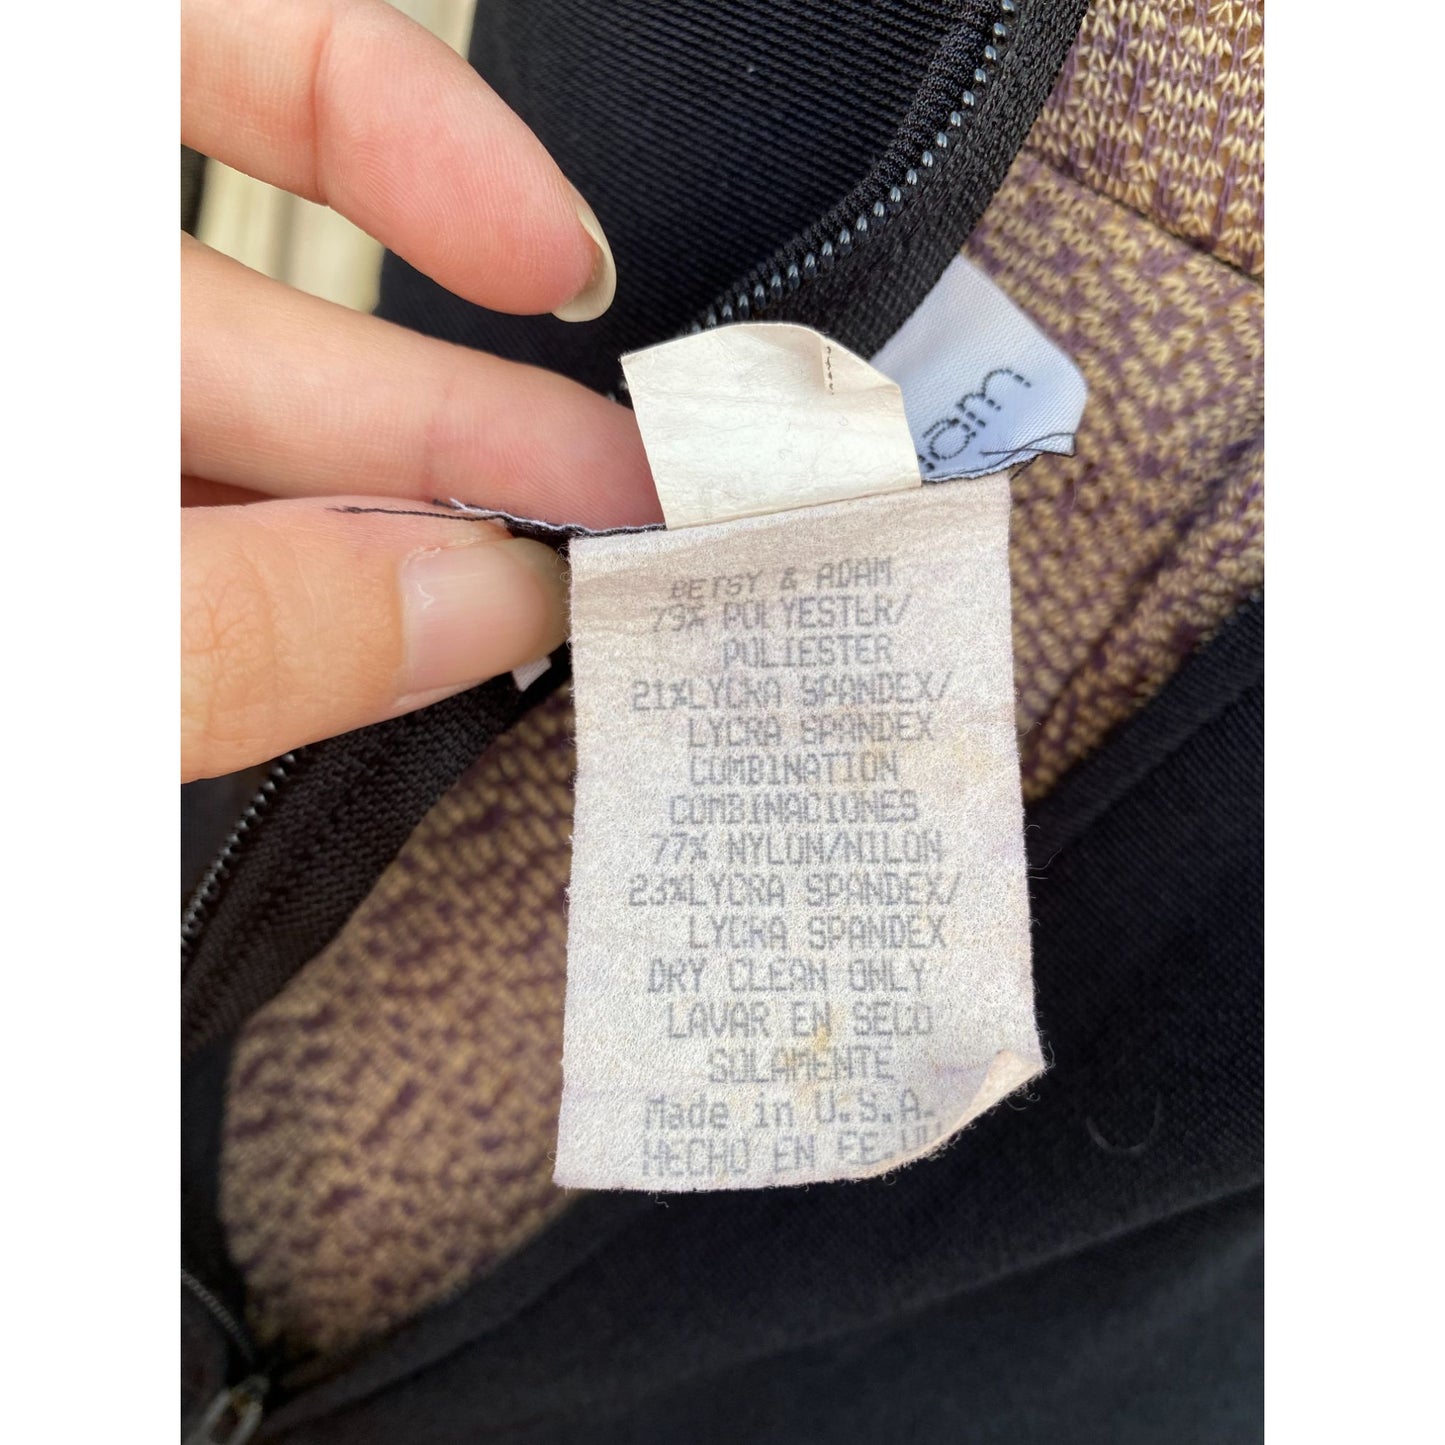 am
BETSY & ADAM
79% POLYESTER/
POLIESTER
21%LYCRA SPANDEX/
LYCRA SPANDEX
COMBINATION
COMBINACIONES
77% NYLON/NILON
23%LYCRA SPANDEX/
LYCRA SPANDEX
DRY CLEAN ONLY
LAVAR EN SECO
SOLAMENTE
Made in U.S.A.
HECHO EN EE.UU